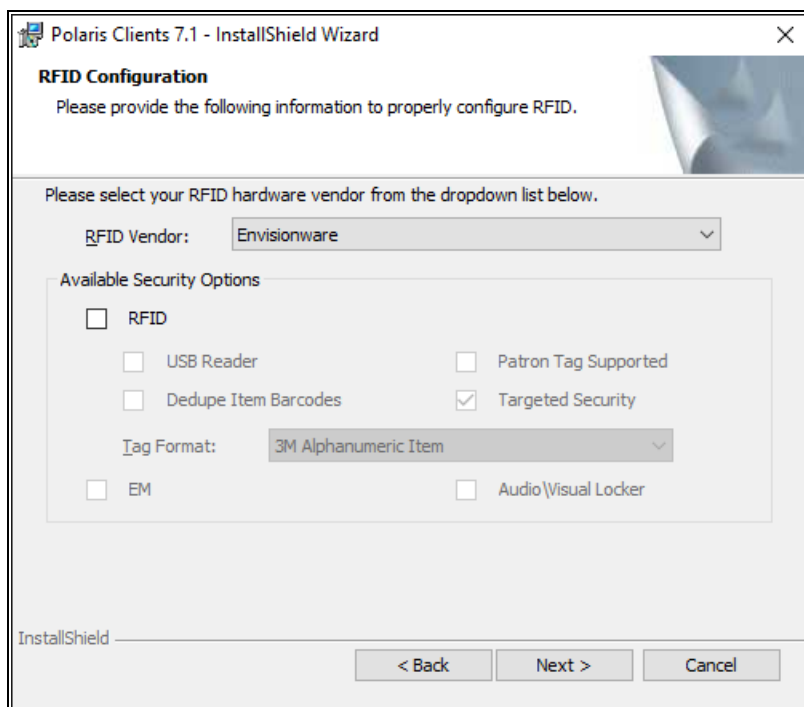 Polaris Clients 7.1 - InstallShield Wizard
RFID Configuration
Please provide the following information to properly configure RFID.
Please select your RFID hardware vendor from the dropdown list below.
RFID Vendor: Envisionware
Available Security Options
RFID
USB Reader Patron Tag Supported
Dedupe Item Barcodes Targeted Security
Tag Format: 3M Alphanumeric Item
EM Audio\Visual Locker
InstallShield
< Back Next > Cancel